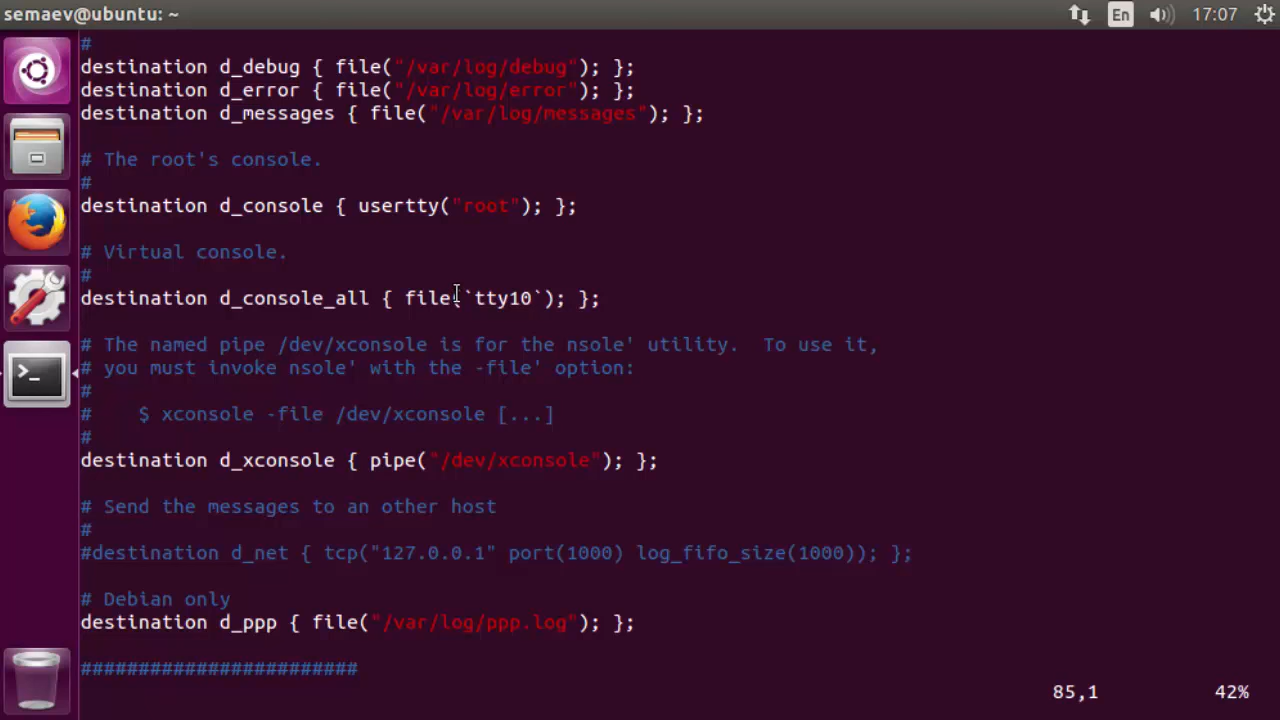 semaev@ubuntu: ~
En
17:07
#
destination d_debug { file("/var/log/debug"); };
destination d_error { file("/var/log/error"); };
destination d_messages { file("/var/log/messages"); };
# The root's console.
#
destination d_console { usertty("root"); };
# Virtual console.
#
destination d_console_all { file(`tty10`); };
# The named pipe /dev/xconsole is for the nsole' utility.  To use it,
# you must invoke nsole' with the -file' option:
#
#    $ xconsole -file /dev/xconsole [...]
#
destination d_xconsole { pipe("/dev/xconsole"); };
# Send the messages to an other host
#
#destination d_net { tcp("127.0.0.1" port(1000) log_fifo_size(1000)); };
# Debian only
destination d_ppp { file("/var/log/ppp.log"); };
########################
85,1
42%